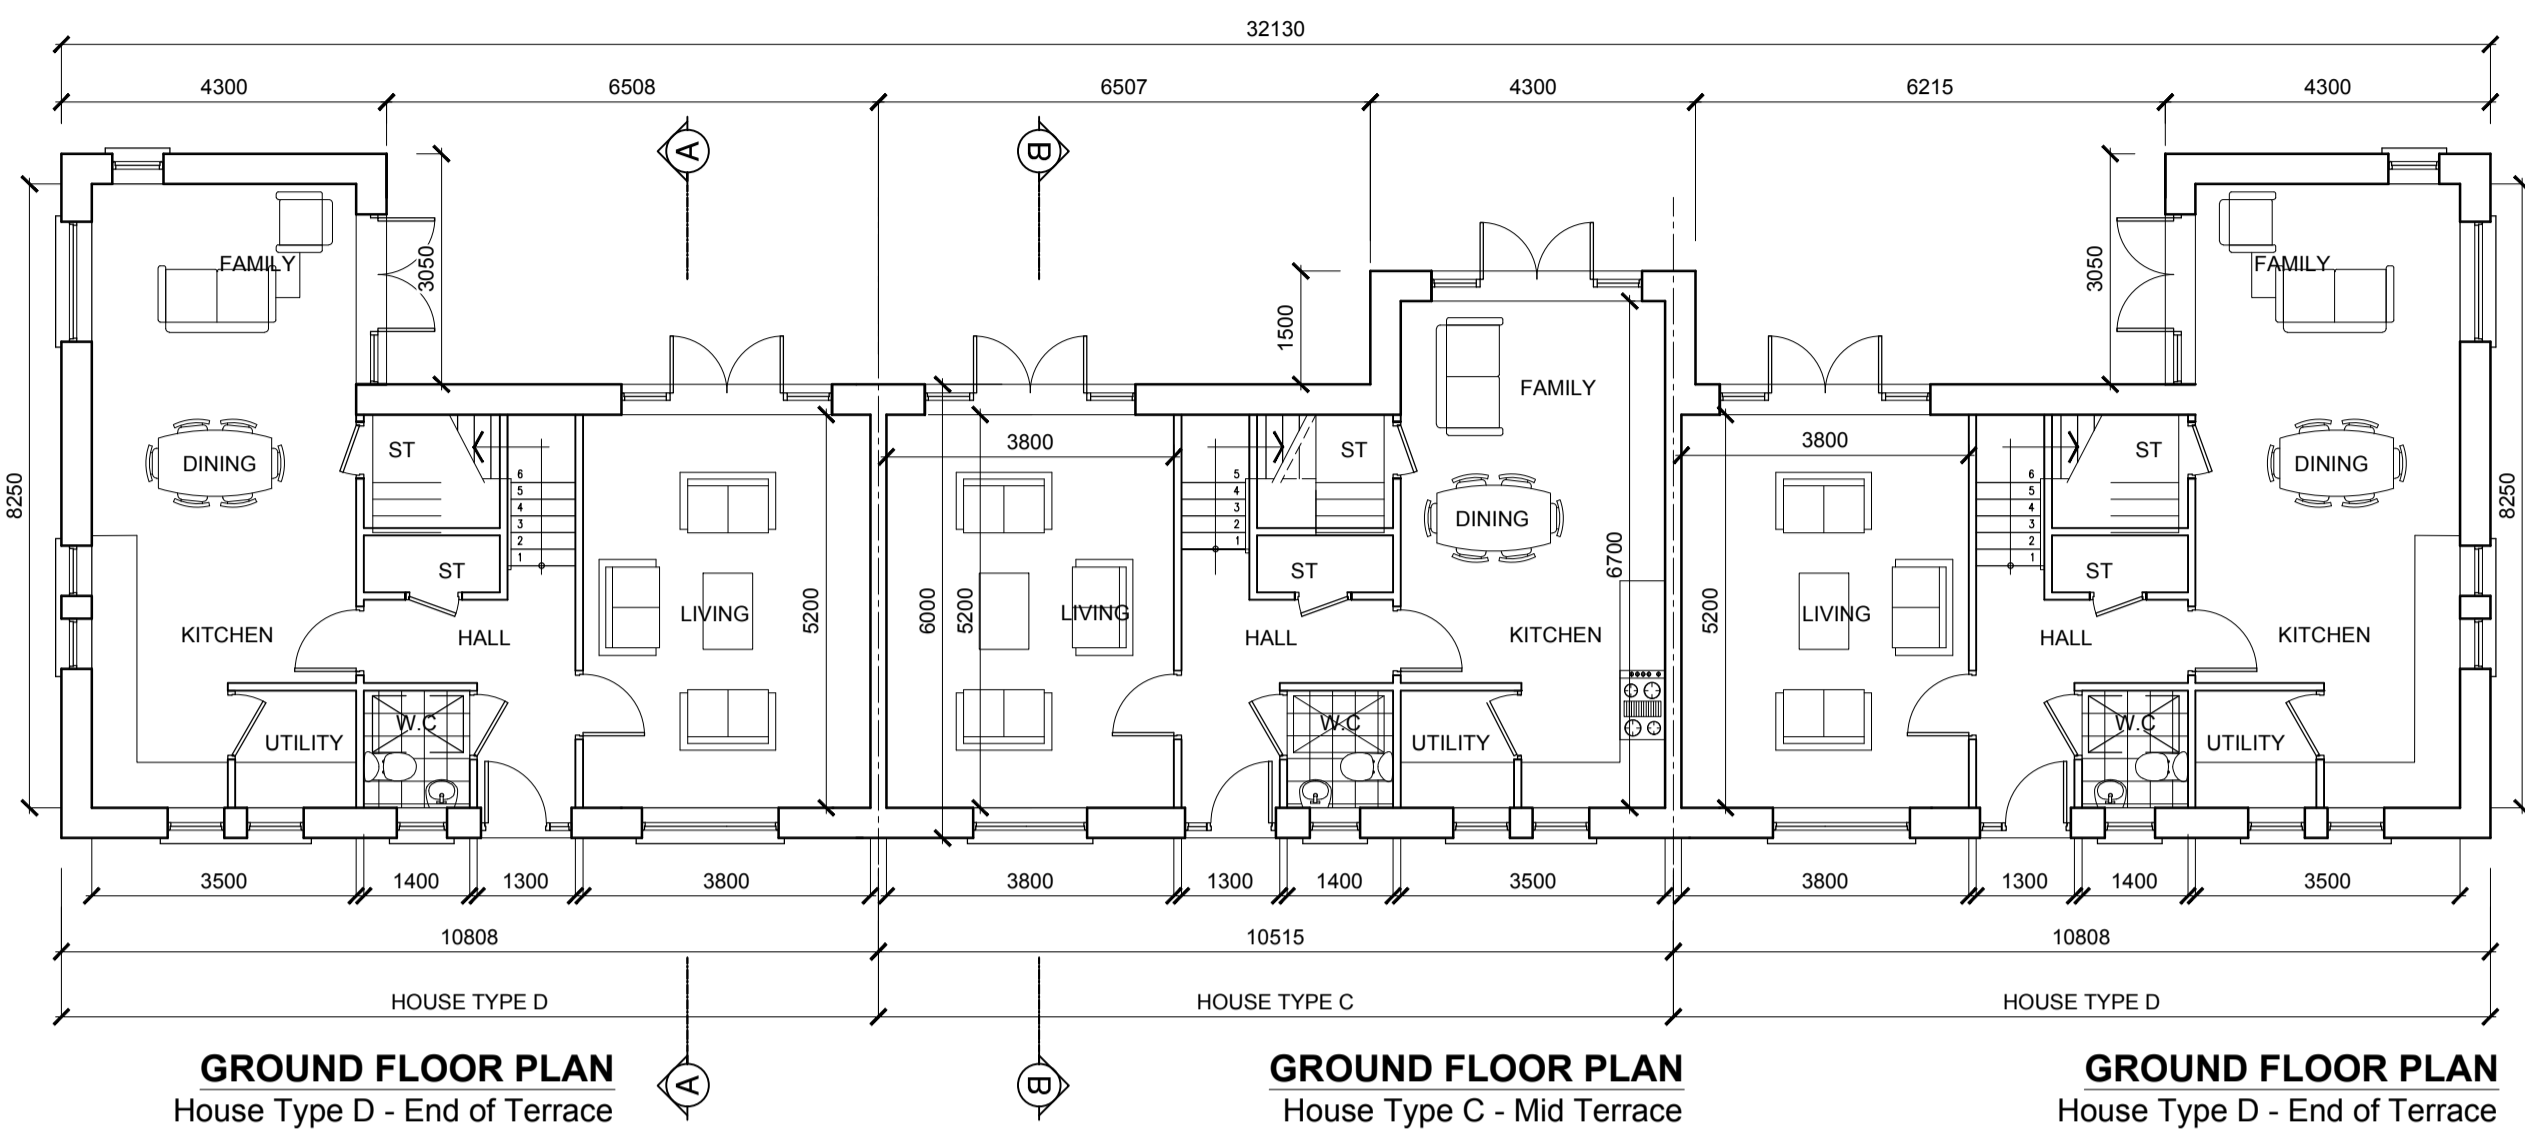 32130
4300 6508 6507 4300 6215 4300
A B
FAMILY 3050 3050 FAMILY
1500
FAMILY
ST 3800 ST 3800 ST
DINING DINING DINING
8250 8250
6 5 4 3 2 1
5 4 3 2 1
6 5 4 3 2 1
6700
ST ST ST
LIVING 5200 6000 5200 LIVING 5200 LIVING
KITCHEN HALL HALL KITCHEN HALL KITCHEN
W.C W.C W.C
UTILITY UTILITY UTILITY
3500 1400 1300 3800 3800 1300 1400 3500 3800 1300 1400 3500
10808 10515 10808
HOUSE TYPE D HOUSE TYPE C HOUSE TYPE D
A B
GROUND FLOOR PLAN
House Type D - End of Terrace
GROUND FLOOR PLAN
House Type C - Mid Terrace
GROUND FLOOR PLAN
House Type D - End of Terrace